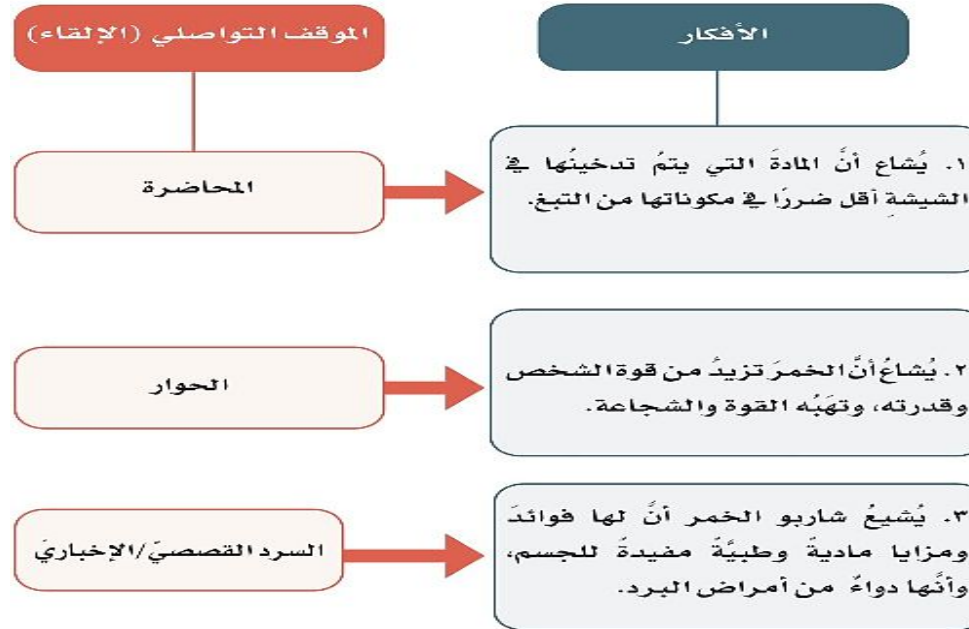 الأفكار
الموقف التواصلي (الإلقاء)
١. يُشاع أنَّ المادةَ التي يتمُ تدخينُها في
الشيشةِ أقل ضررًا في مكوناتها من التبغ.
المحاضرة
٢. يُشاعُ أنَّ الخمرَ تزيدُ من قوة الشخص
وقدرته، وتهَبُه القوة والشجاعة.
الحوار
٣. يُشيعُ شاربو الخمر أنَّ لها فوائدَ
ومزايا ماديةً وطبيَّةً مفيدةً للجسم،
وأنَّها دواءٌ من أمراض البرد.
السرد القصصيّ/الإخباريّ